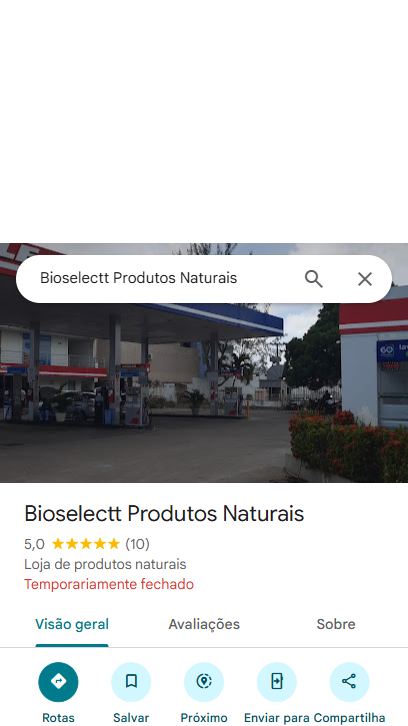 Bioselectt Produtos Naturais
60
Bioselectt Produtos Naturais
5,0 ★★★★★ (10)
Loja de produtos naturais
Temporariamente fechado
Visão geral Avaliações Sobre
Rotas Salvar Próximo Enviar para Compartilha